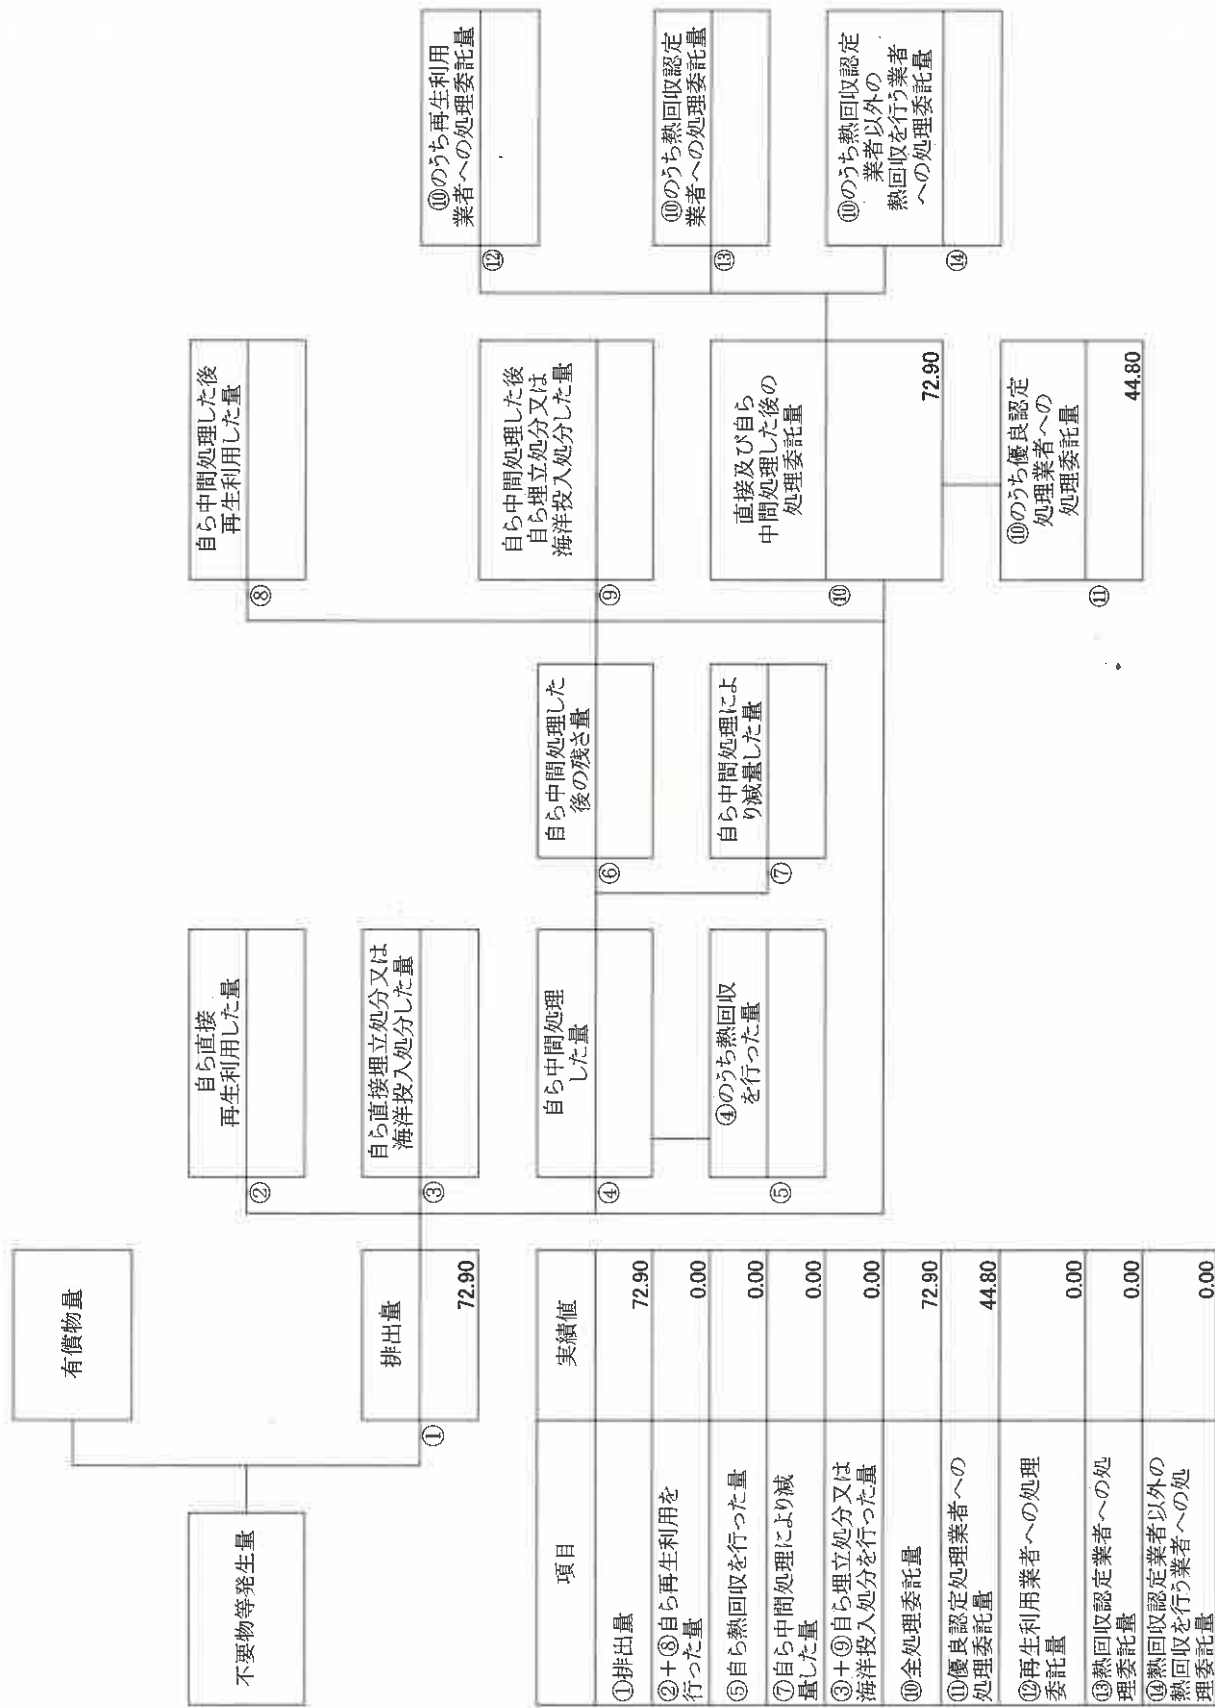 不要物等発生量
有償物量
①
排出量
72.90
②
自ら直接
再生利用した量
③
自ら直接埋立処分又は
海洋投入処分した量
④
自ら中間処理
した量
⑤
④のうち熱回収
を行った量
⑥
自ら中間処理した
後の残さ量
⑦
自ら中間処理によ
り減量した量
⑧
自ら中間処理した後
再生利用した量
⑨
自ら中間処理した後
自ら埋立処分又は
海洋投入処分した量
⑩
直接及び自ら
中間処理した後の
処理委託量
72.90
⑪
⑩のうち優良認定
処理業者への
処理委託量
44.80
⑫
⑩のうち再生利用
業者への処理委託量
⑬
⑩のうち熱回収認定
業者への処理委託量
⑭
⑩のうち熱回収認定
業者以外の
熱回収を行う業者
への処理委託量
項目 実績値
①排出量 72.90
②+⑧自ら再生利用を
行った量 0.00
⑤自ら熱回収を行った量 0.00
⑦自ら中間処理により減
量した量 0.00
③+⑨自ら埋立処分又は
海洋投入処分を行った量 0.00
⑩全処理委託量 72.90
⑪優良認定処理業者への
処理委託量 44.80
⑫再生利用業者への処理
委託量 0.00
⑬熱回収認定業者への処
理委託量 0.00
⑭熱回収認定業者以外の
熱回収を行う業者への処
理委託量 0.00